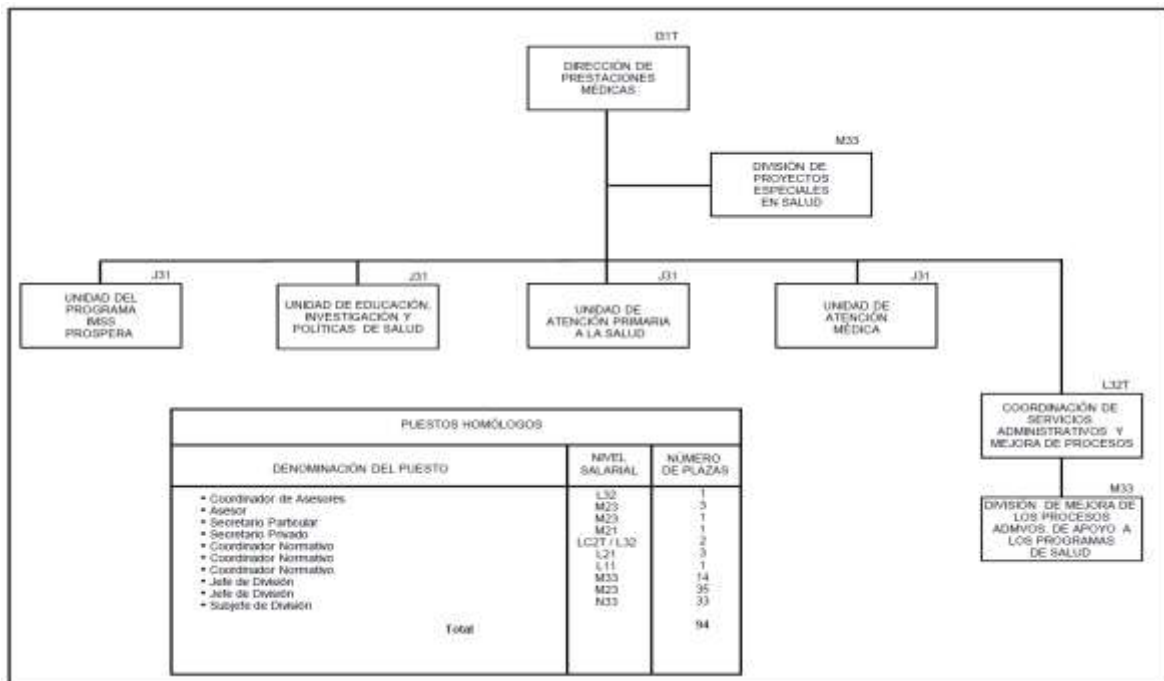 D1T
DIRECCIÓN DE
PRESTACIONES
MÉDICAS
M33
DIVISIÓN DE
PROYECTOS
ESPECIALES
EN SALUD
J31
UNIDAD DEL
PROGRAMA
IMSS
PROSPERA
J31
UNIDAD DE EDUCACIÓN,
INVESTIGACIÓN Y
POLÍTICAS DE SALUD
J31
UNIDAD DE
ATENCIÓN PRIMARIA
A LA SALUD
J31
UNIDAD DE
ATENCIÓN
MÉDICA
L32T
COORDINACIÓN DE
SERVICIOS
ADMINISTRATIVOS Y
MEJORA DE PROCESOS
M33
DIVISIÓN DE MEJORA DE
LOS PROCESOS
ADMVOS. DE APOYO A
LOS PROGRAMAS
DE SALUD
PUESTOS HOMÓLOGOS
DENOMINACIÓN DEL PUESTO NIVEL SALARIAL NÚMERO DE PLAZAS
• Coordinador de Asesores L32 1
• Asesor M23 3
• Secretario Particular M23 1
• Secretario Privado M21 1
• Coordinador Normativo LC2T / L32 2
• Coordinador Normativo L21 3
• Coordinador Normativo. L11 1
• Jefe de División M33 14
• Jefe de División M23 35
• Subjefe de División N33 33
Total 94